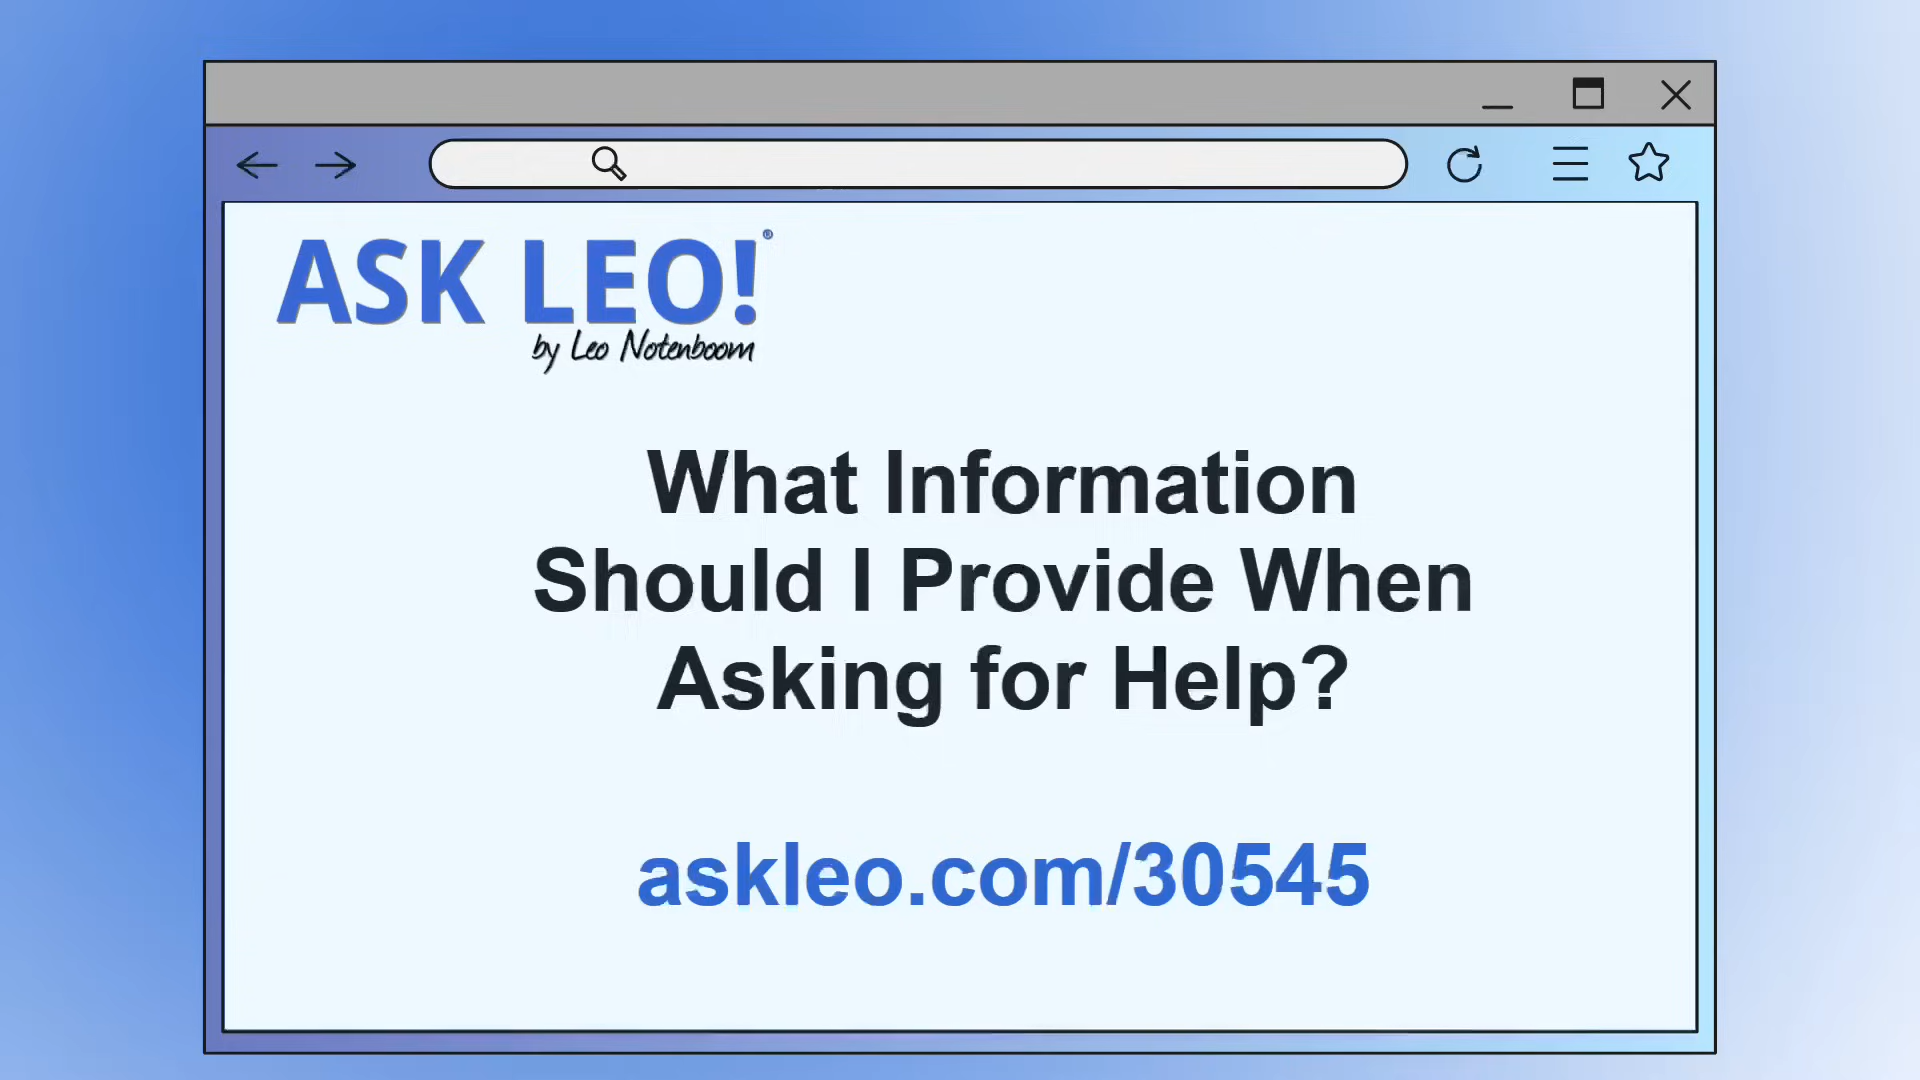 ASK LEO!®
by Leo Notenboom
What Information
Should I Provide When
Asking for Help?
askleo.com/30545